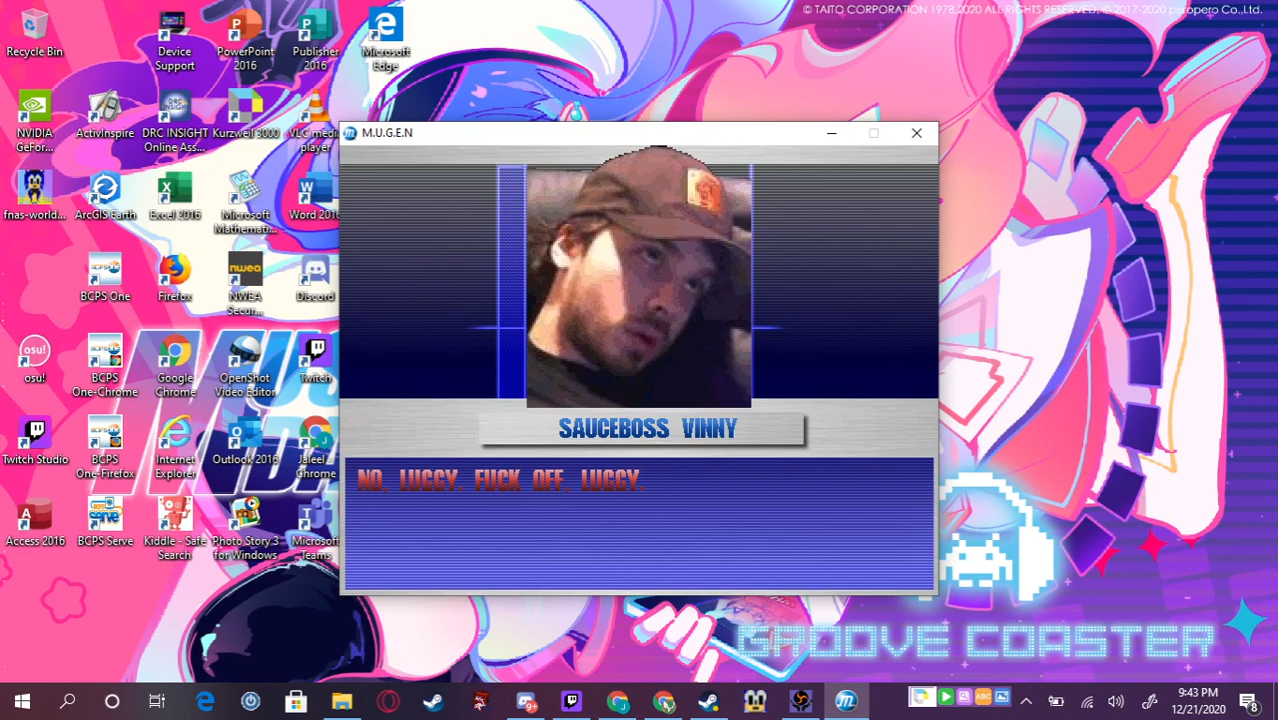 © TAITO CORPORATION 1978,2020 ALL RIGHTS RESERVED. © 2017-2020 peropero Co.,Ltd.
Recycle Bin
Device Support
PowerPoint 2016
Publisher 2016
Microsoft Edge
NVIDIA GeFor...
ActivInspire
DRC INSIGHT Online Ass...
Kurzweil 3000
VLC media player
fnas-world...
ArcGIS Earth
Excel 2016
Microsoft Mathemati...
Word 2016
BCPS One
Firefox
NWEA Secur...
Discord
osu!
BCPS One-Chrome
Google Chrome
OpenShot Video Editor
Twitch
Twitch Studio
BCPS One-Firefox
Internet Explorer
Outlook 2016
Jaleel - Chrome
Access 2016
BCPS Serve
Kiddle - Safe Search
Photo Story 3 for Windows
Microsoft Teams
M.U.G.E.N
SAUCEBOSS VINNY
NO, LUGGY. FUCK OFF, LUGGY.
GROOVE COASTER
9:43 PM
12/21/2020